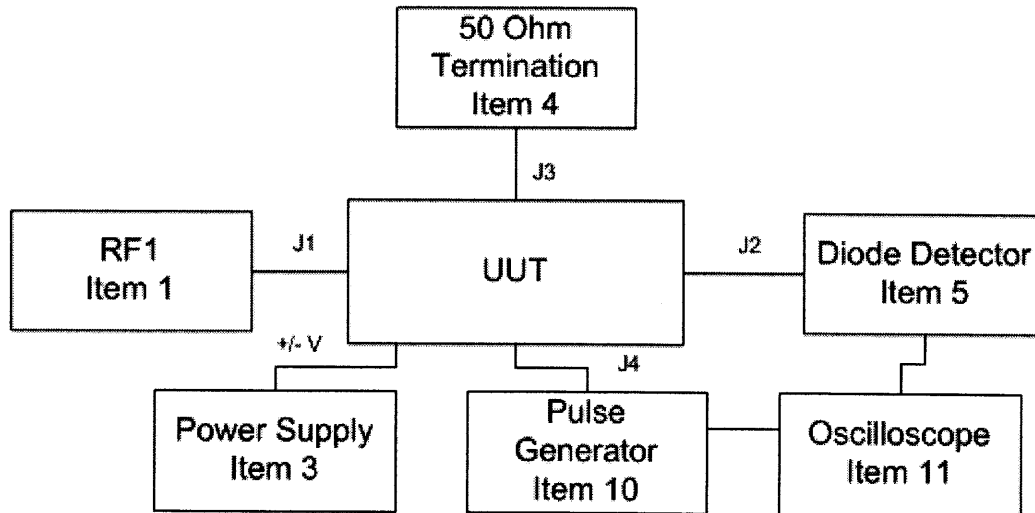 50 Ohm
Termination
Item 4
J3
RF1
Item 1
J1
UUT
J2
Diode Detector
Item 5
+/- V
J4
Power Supply
Item 3
Pulse
Generator
Item 10
Oscilloscope
Item 11